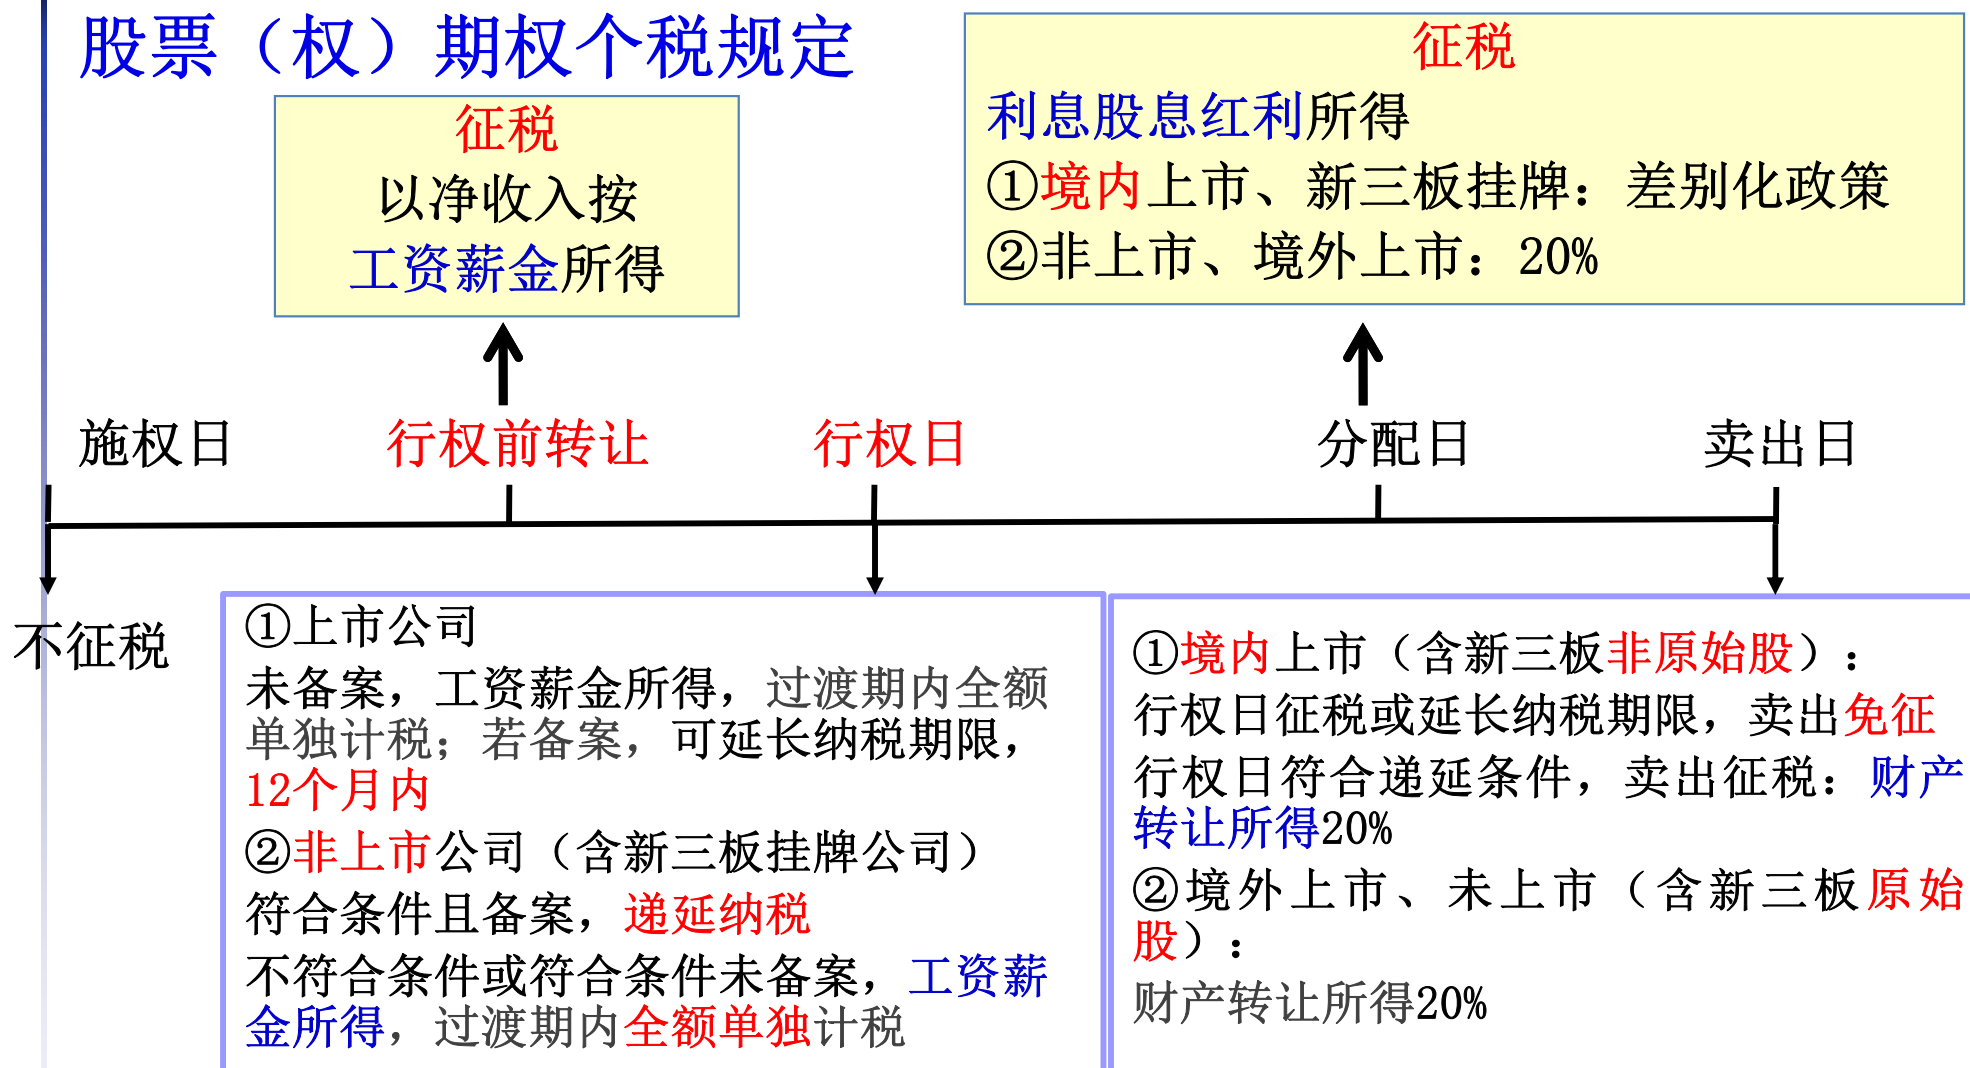 股票（权）期权个税规定
征税
以净收入按
工资薪金所得
征税
利息股息红利所得
①境内上市、新三板挂牌：差别化政策
②非上市、境外上市：20%
施权日
行权前转让
行权日
分配日
卖出日
不征税
①上市公司
未备案，工资薪金所得，过渡期内全额
单独计税；若备案，可延长纳税期限，
12个月内
②非上市公司（含新三板挂牌公司）
符合条件且备案，递延纳税
不符合条件或符合条件未备案，工资薪
金所得，过渡期内全额单独计税
①境内上市（含新三板非原始股）：
行权日征税或延长纳税期限，卖出免征
行权日符合递延条件，卖出征税：财产
转让所得20%
②境外上市、未上市（含新三板原始
股）：
财产转让所得20%